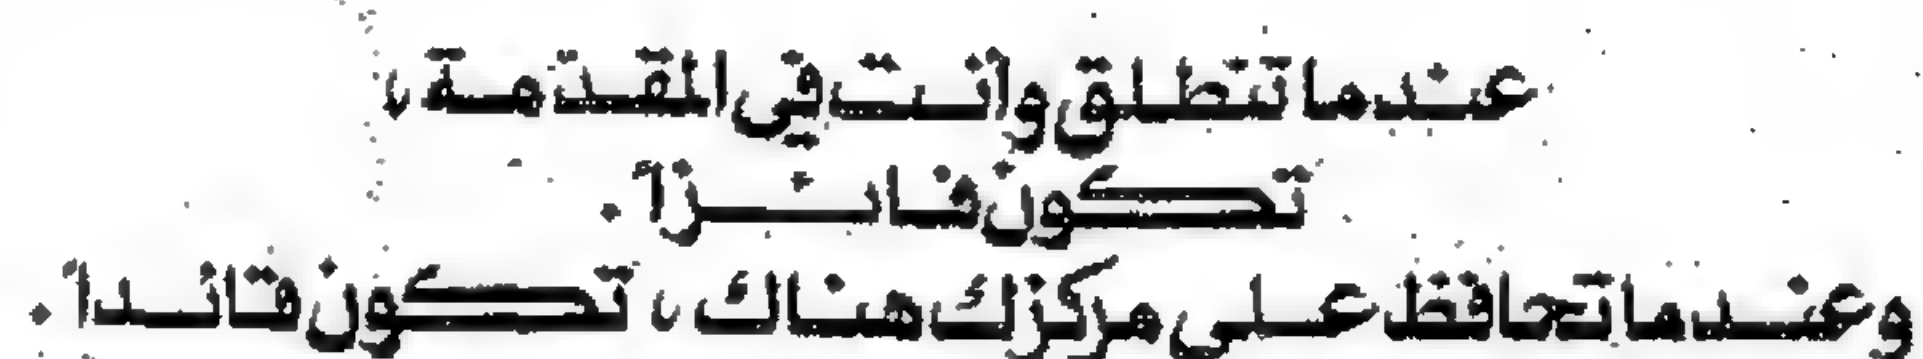 عندما تنطلق وأنت في المقدمة ،
تكون فائزاً .
وعندما تحافظ على مركزك هناك ، تكون قائداً .